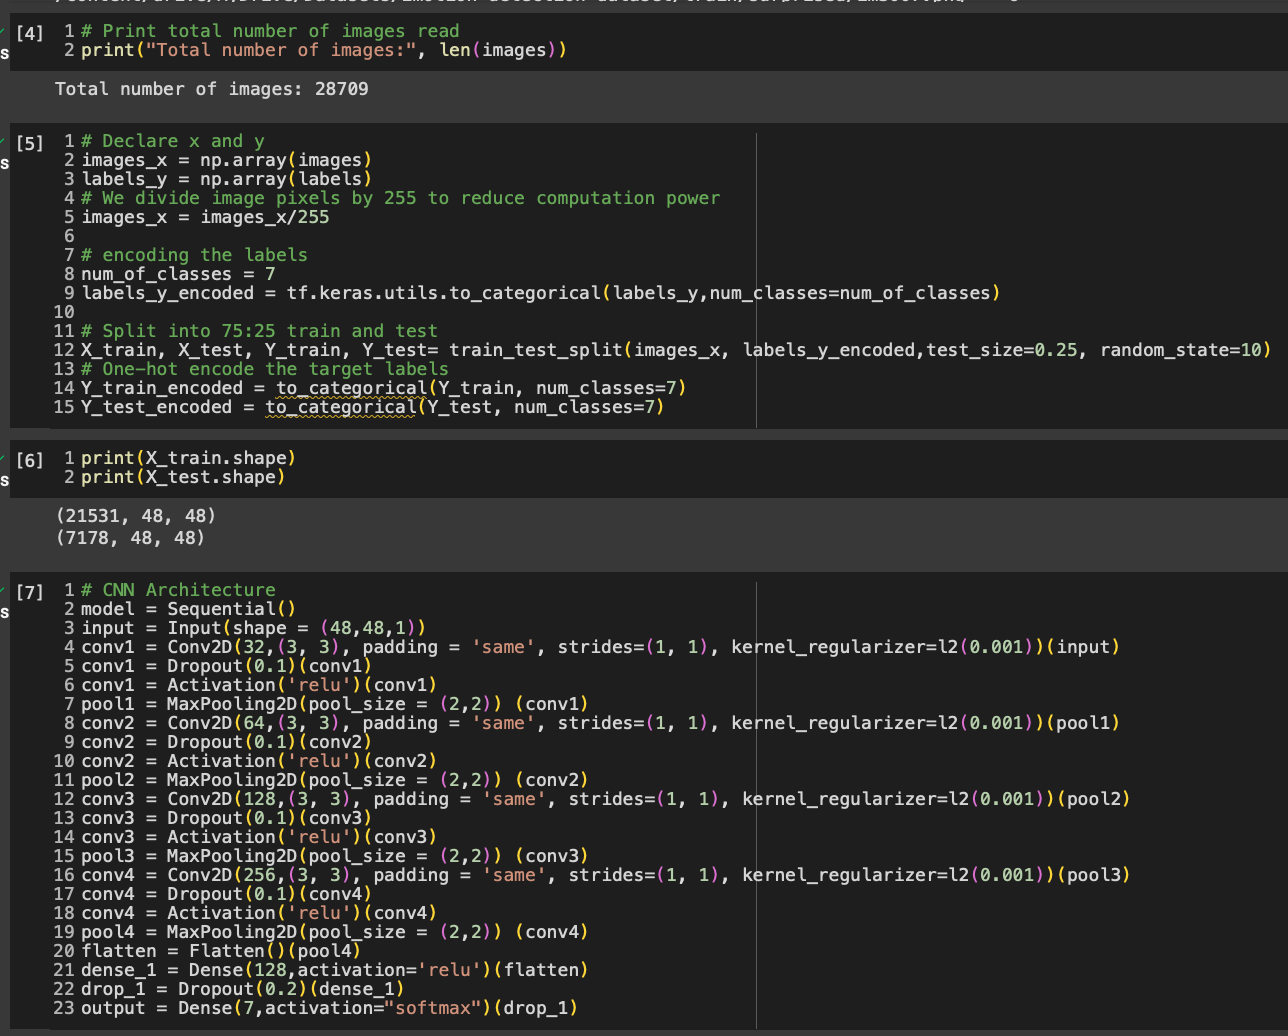 [4]
1 # Print total number of images read
2 print("Total number of images:", len(images))
Total number of images: 28709
[5]
1 # Declare x and y
2 images_x = np.array(images)
3 labels_y = np.array(labels)
4 # We divide image pixels by 255 to reduce computation power
5 images_x = images_x/255
6
7 # encoding the labels
8 num_of_classes = 7
9 labels_y_encoded = tf.keras.utils.to_categorical(labels_y,num_classes=num_of_classes)
10
11 # Split into 75:25 train and test
12 X_train, X_test, Y_train, Y_test= train_test_split(images_x, labels_y_encoded,test_size=0.25, random_state=10)
13 # One-hot encode the target labels
14 Y_train_encoded = to_categorical(Y_train, num_classes=7)
15 Y_test_encoded = to_categorical(Y_test, num_classes=7)
[6]
1 print(X_train.shape)
2 print(X_test.shape)
(21531, 48, 48)
(7178, 48, 48)
[7]
1 # CNN Architecture
2 model = Sequential()
3 input = Input(shape = (48,48,1))
4 conv1 = Conv2D(32,(3, 3), padding = 'same', strides=(1, 1), kernel_regularizer=l2(0.001))(input)
5 conv1 = Dropout(0.1)(conv1)
6 conv1 = Activation('relu')(conv1)
7 pool1 = MaxPooling2D(pool_size = (2,2)) (conv1)
8 conv2 = Conv2D(64,(3, 3), padding = 'same', strides=(1, 1), kernel_regularizer=l2(0.001))(pool1)
9 conv2 = Dropout(0.1)(conv2)
10 conv2 = Activation('relu')(conv2)
11 pool2 = MaxPooling2D(pool_size = (2,2)) (conv2)
12 conv3 = Conv2D(128,(3, 3), padding = 'same', strides=(1, 1), kernel_regularizer=l2(0.001))(pool2)
13 conv3 = Dropout(0.1)(conv3)
14 conv3 = Activation('relu')(conv3)
15 pool3 = MaxPooling2D(pool_size = (2,2)) (conv3)
16 conv4 = Conv2D(256,(3, 3), padding = 'same', strides=(1, 1), kernel_regularizer=l2(0.001))(pool3)
17 conv4 = Dropout(0.1)(conv4)
18 conv4 = Activation('relu')(conv4)
19 pool4 = MaxPooling2D(pool_size = (2,2)) (conv4)
20 flatten = Flatten()(pool4)
21 dense_1 = Dense(128,activation='relu')(flatten)
22 drop_1 = Dropout(0.2)(dense_1)
23 output = Dense(7,activation="softmax")(drop_1)